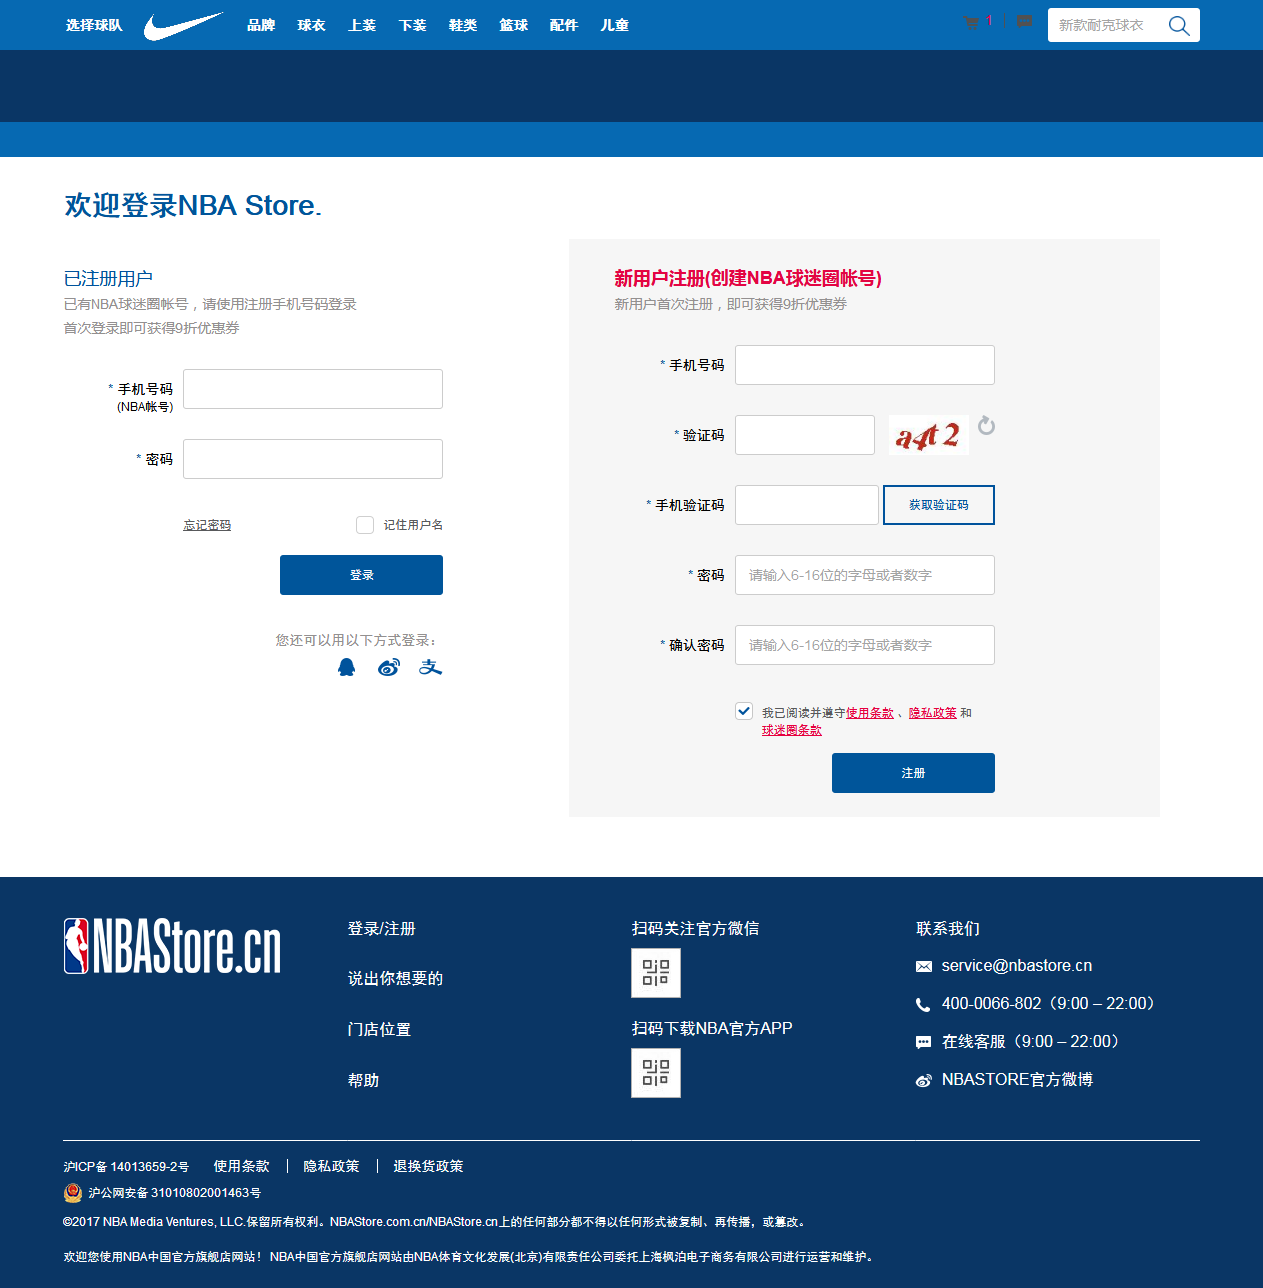 选择球队 品牌 球衣 上装 下装 鞋类 篮球 配件 儿童 1 新款耐克球衣
欢迎登录NBA Store.
已注册用户
已有NBA球迷圈帐号，请使用注册手机号码登录
首次登录即可获得9折优惠券
* 手机号码
(NBA帐号)
* 密码
忘记密码 记住用户名
登录
您还可以用以下方式登录：
新用户注册(创建NBA球迷圈帐号)
新用户首次注册，即可获得9折优惠券
* 手机号码
* 验证码 a4t2
* 手机验证码 获取验证码
* 密码 请输入6-16位的字母或者数字
* 确认密码 请输入6-16位的字母或者数字
我已阅读并遵守使用条款 、隐私政策 和
球迷圈条款
注册
NBAStore.cn
登录/注册
说出你想要的
门店位置
帮助
扫码关注官方微信
扫码下载NBA官方APP
联系我们
service@nbastore.cn
400-0066-802（9:00 – 22:00）
在线客服（9:00 – 22:00）
NBASTORE官方微博
沪ICP备 14013659-2号 使用条款 隐私政策 退换货政策
沪公网安备 31010802001463号
©2017 NBA Media Ventures, LLC.保留所有权利。NBAStore.com.cn/NBAStore.cn上的任何部分都不得以任何形式被复制、再传播，或篡改。
欢迎您使用NBA中国官方旗舰店网站！ NBA中国官方旗舰店网站由NBA体育文化发展(北京)有限责任公司委托上海枫泊电子商务有限公司进行运营和维护。